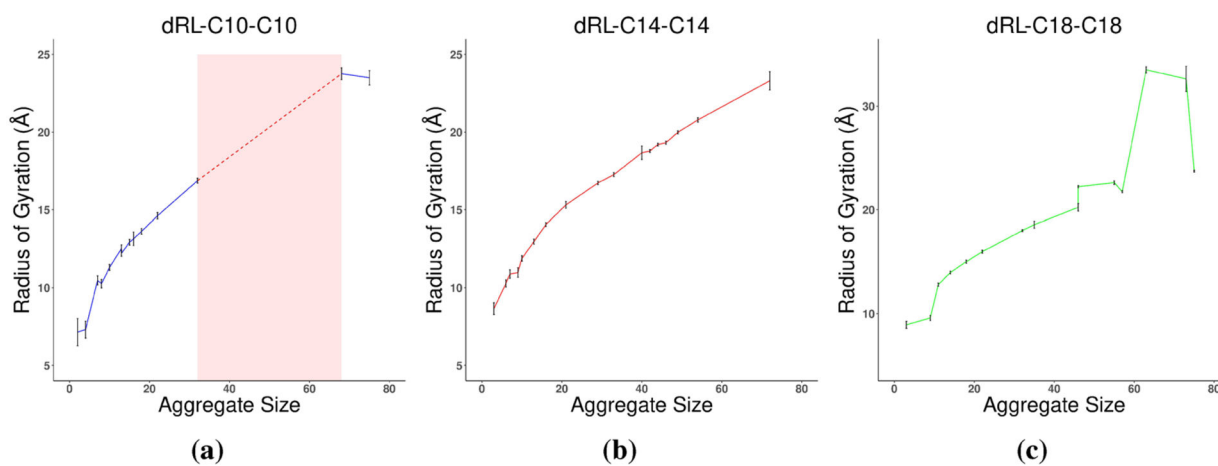 dRL-C10-C10
dRL-C14-C14
dRL-C18-C18
Radius of Gyration (Å)
25
20
15
10
5
0
20
40
60
80
Aggregate Size
Radius of Gyration (Å)
25
20
15
10
5
0
20
40
60
80
Aggregate Size
Radius of Gyration (Å)
30
20
10
0
20
40
60
80
Aggregate Size
(a)
(b)
(c)